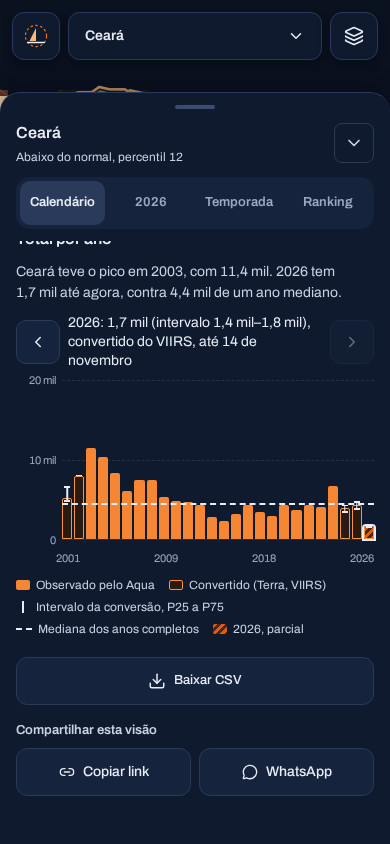 Ceará
Ceará
Abaixo do normal, percentil 12
Calendário 2026 Temporada Ranking
Total por ano
Ceará teve o pico em 2003, com 11,4 mil. 2026 tem
1,7 mil até agora, contra 4,4 mil de um ano mediano.
2026: 1,7 mil (intervalo 1,4 mil–1,8 mil),
convertido do VIIRS, até 14 de
novembro
20 mil
10 mil
0
2001 2009 2018 2026
Observado pelo Aqua Convertido (Terra, VIIRS)
Intervalo da conversão, P25 a P75
Mediana dos anos completos 2026, parcial
Baixar CSV
Compartilhar esta visão
Copiar link WhatsApp